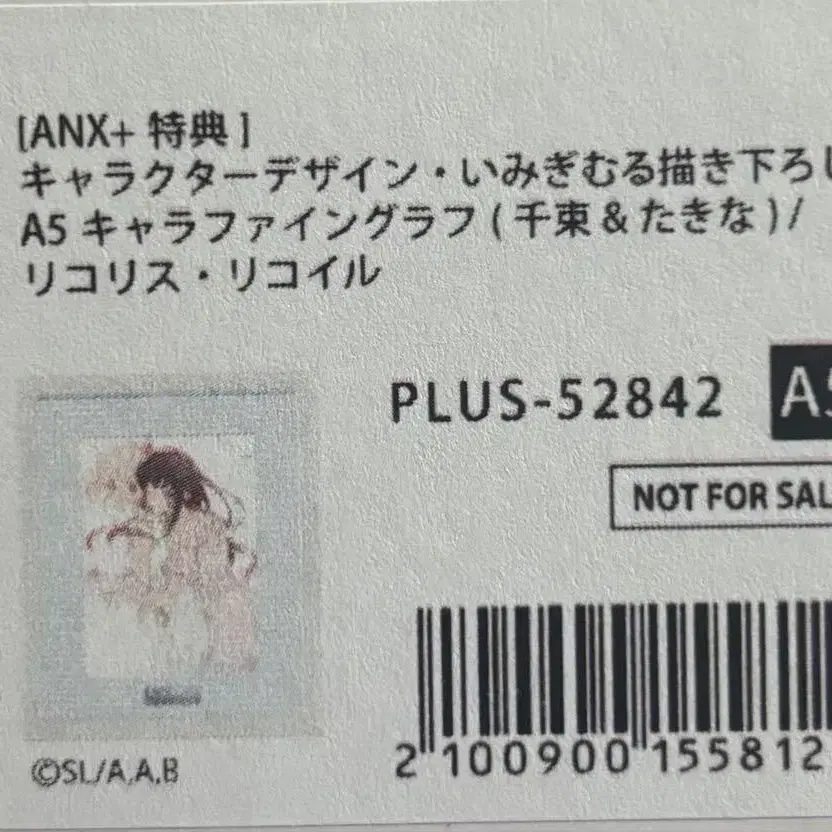 [ANX+ 特典]
キャラクターデザイン・いみぎむる描き下ろし
A5 キャラファイングラフ(千束&たきな)/
リコリス・リコイル
PLUS-52842
A5
NOT FOR SAL
2 100900 155812
©SL/A.A.B